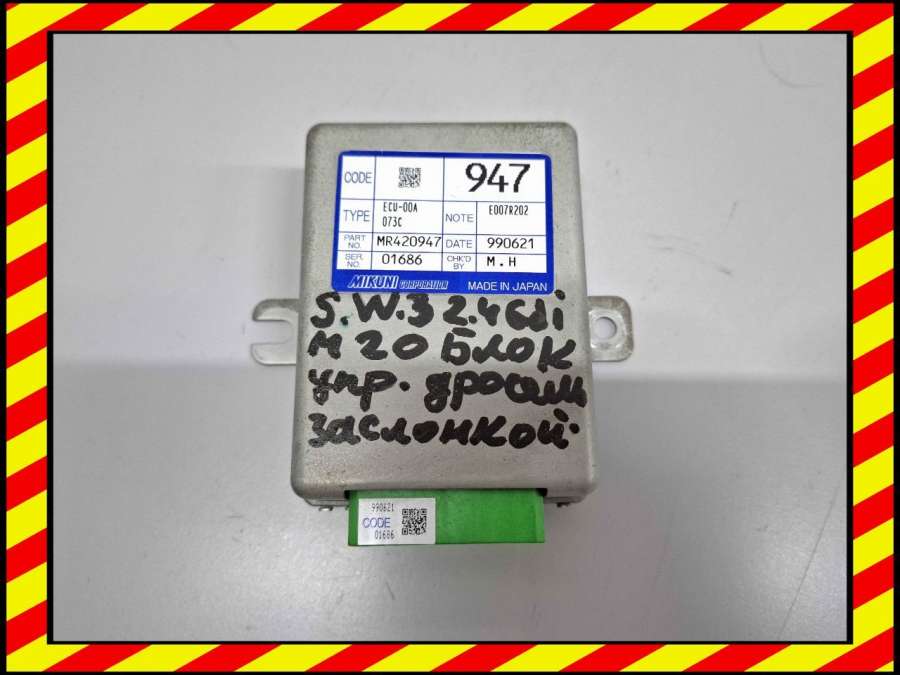 CODE 947
TYPE ECU-00A 073C NOTE E007R202
PART NO. MR420947 DATE 990621
SER. NO. 01686 CHK'D BY M.H
MIKUNI CORPORATION MADE IN JAPAN
S.W.3 2.4Gdi
М 20 Блок
упр. дроссельн
заслонкой.
990621
CODE
01686